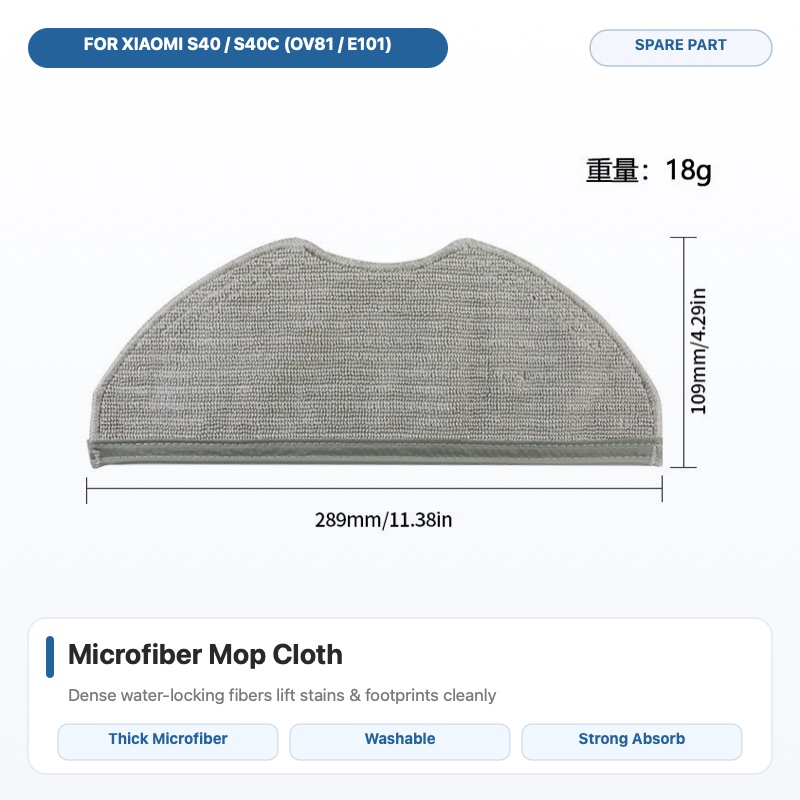 FOR XIAOMI S40 / S40C (OV81 / E101)
SPARE PART
重量：18g
109mm/4.29in
289mm/11.38in
Microfiber Mop Cloth
Dense water-locking fibers lift stains & footprints cleanly
Thick Microfiber
Washable
Strong Absorb